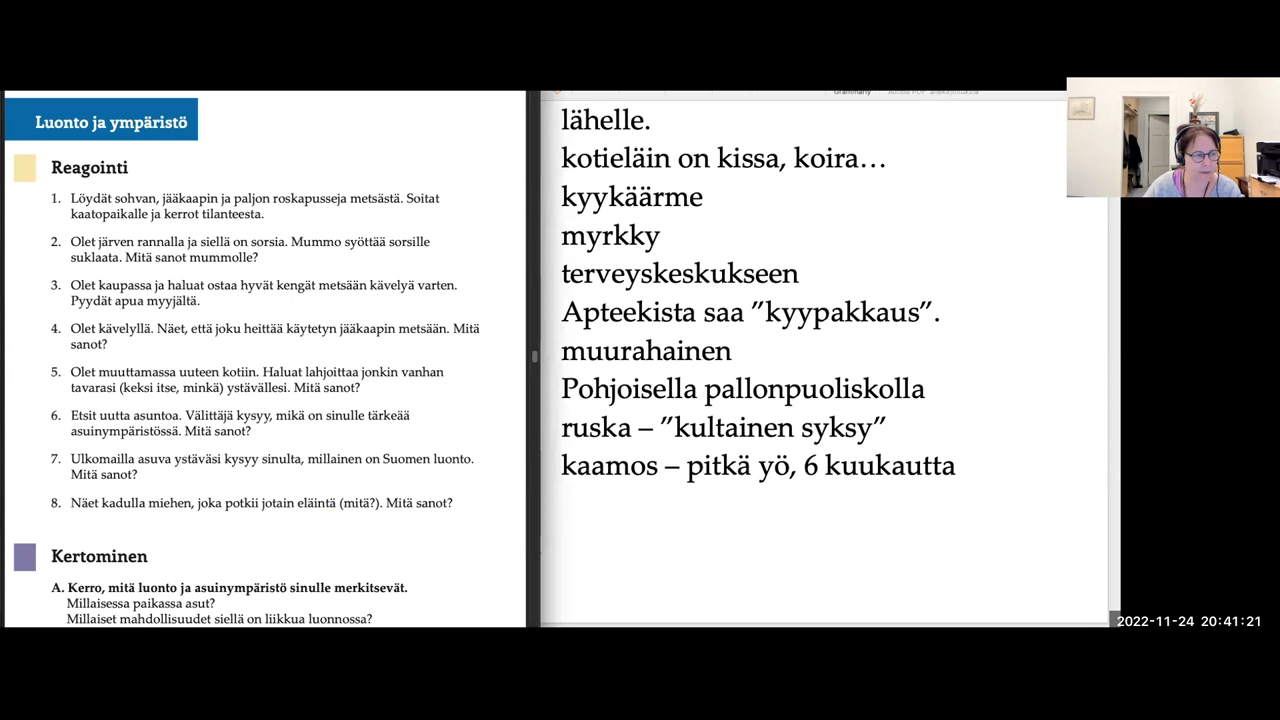 Luonto ja ympäristö
Reagointi
1. Löydät sohvan, jääkaapin ja paljon roskapusseja metsästä. Soitat
kaatopaikalle ja kerrot tilanteesta.
2. Olet järven rannalla ja siellä on sorsia. Mummo syöttää sorsille
suklaata. Mitä sanot mummolle?
3. Olet kaupassa ja haluat ostaa hyvät kengät metsään kävelyä varten.
Pyydät apua myyjältä.
4. Olet kävelyllä. Näet, että joku heittää käytetyn jääkaapin metsään. Mitä
sanot?
5. Olet muuttamassa uuteen kotiin. Haluat lahjoittaa jonkin vanhan
tavarasi (keksi itse, minkä) ystävällesi. Mitä sanot?
6. Etsit uutta asuntoa. Välittäjä kysyy, mikä on sinulle tärkeää
asuinympäristössä. Mitä sanot?
7. Ulkomailla asuva ystäväsi kysyy sinulta, millainen on Suomen luonto.
Mitä sanot?
8. Näet kadulla miehen, joka potkii jotain eläintä (mitä?). Mitä sanot?
Kertominen
A. Kerro, mitä luonto ja asuinympäristö sinulle merkitsevät.
Millaisessa paikassa asut?
Millaiset mahdollisuudet siellä on liikkua luonnossa?
Grammarly
lähelle.
kotieläin on kissa, koira…
kyykäärme
myrkky
terveyskeskukseen
Apteekista saa ”kyypakkaus”.
muurahainen
Pohjoisella pallonpuoliskolla
ruska – ”kultainen syksy”
kaamos – pitkä yö, 6 kuukautta
2022-11-24 20:41:21